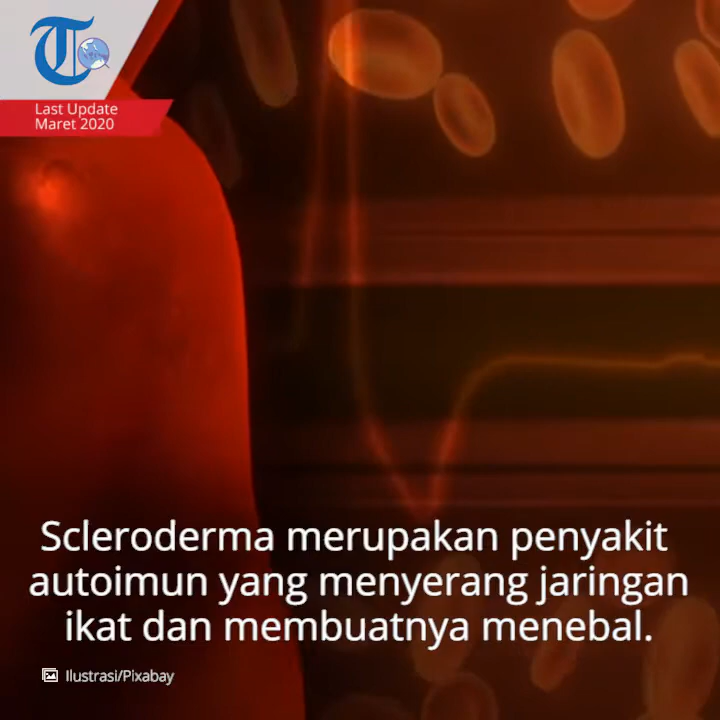 T
Last Update
Maret 2020
Scleroderma merupakan penyakit
autoimun yang menyerang jaringan
ikat dan membuatnya menebal.
Ilustrasi/Pixabay